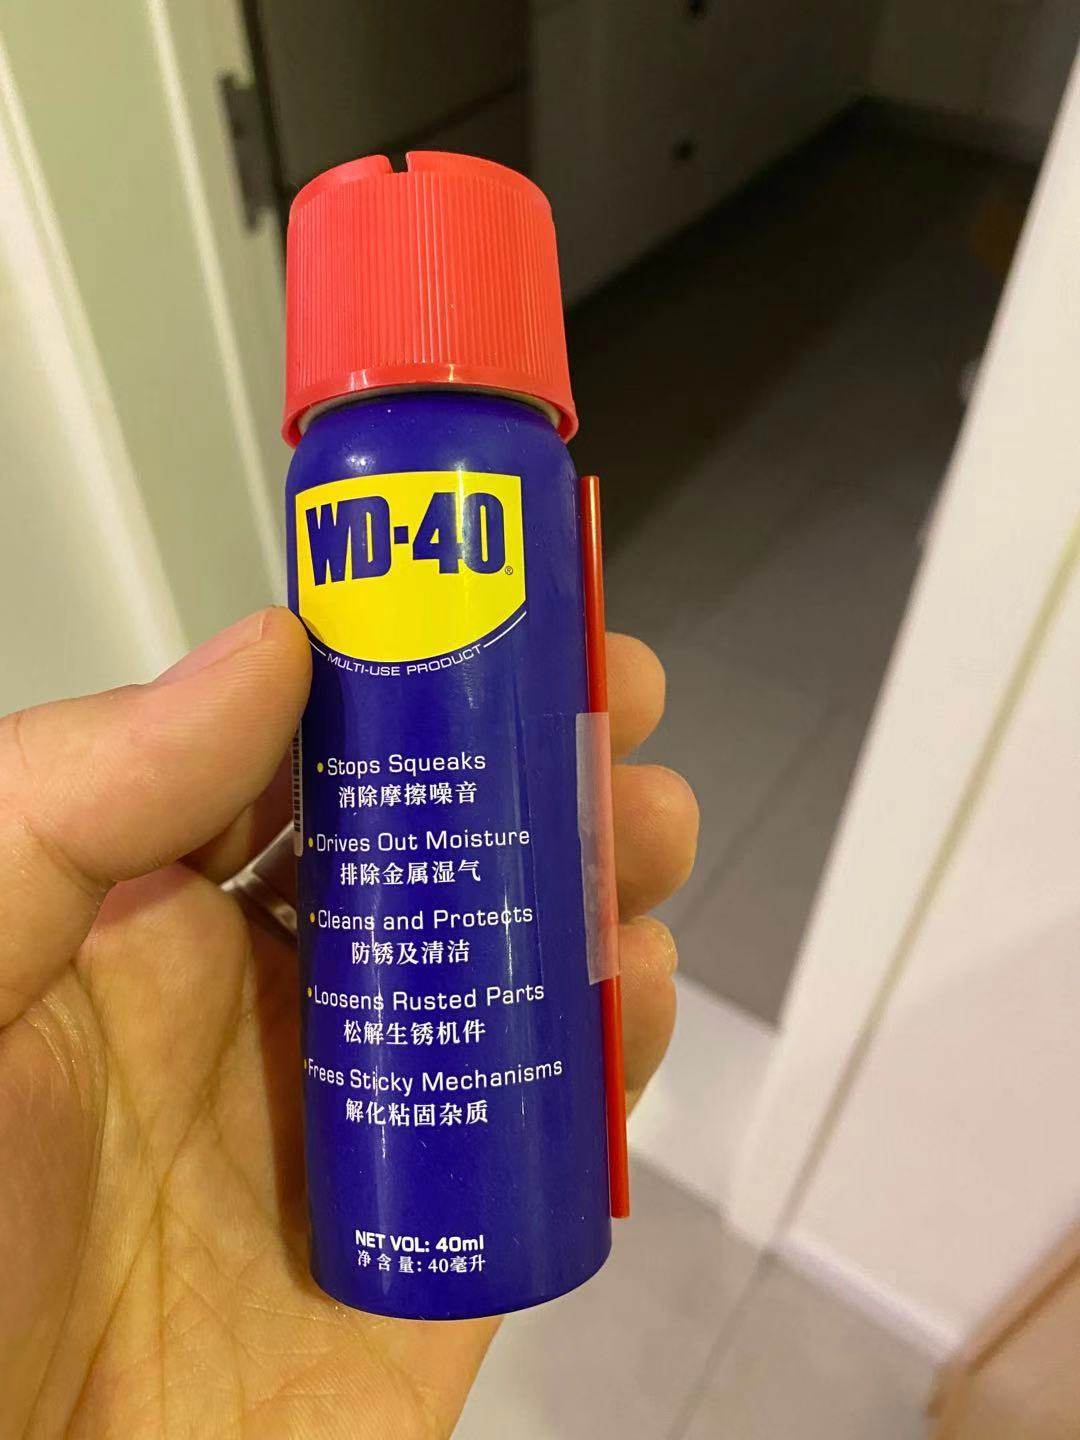 WD-40®
MULTI-USE PRODUCT
•Stops Squeaks
消除摩擦噪音
•Drives Out Moisture
排除金属湿气
•Cleans and Protects
防锈及清洁
•Loosens Rusted Parts
松解生锈机件
•Frees Sticky Mechanisms
解化粘固杂质
NET VOL: 40ml
净含量: 40毫升